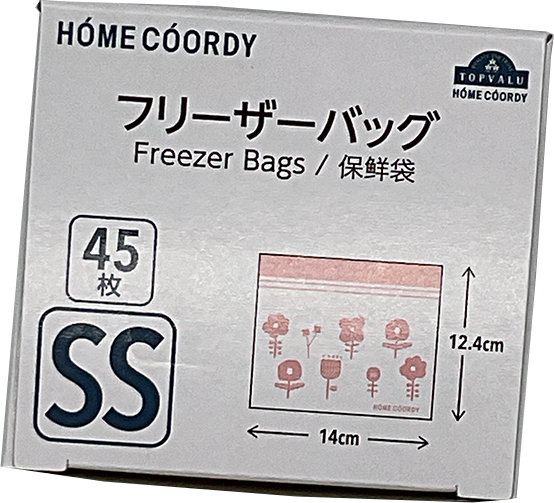 HÓME CÓORDY
TOPVALU
HÓME CÓORDY
フリーザーバッグ
Freezer Bags / 保鮮袋
45
枚
SS
12.4cm
HÓME CÓORDY
14cm